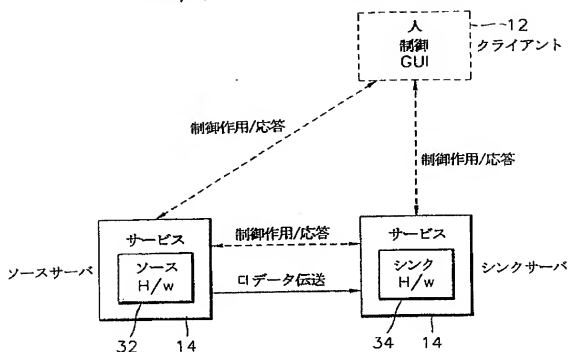 人
制御
GUI
12
クライアント
制御作用/応答
制御作用/応答
サービス
ソース
H/w
ソースサーバ
32
14
制御作用/応答
データ伝送
サービス
シンク
H/w
シンクサーバ
34
14